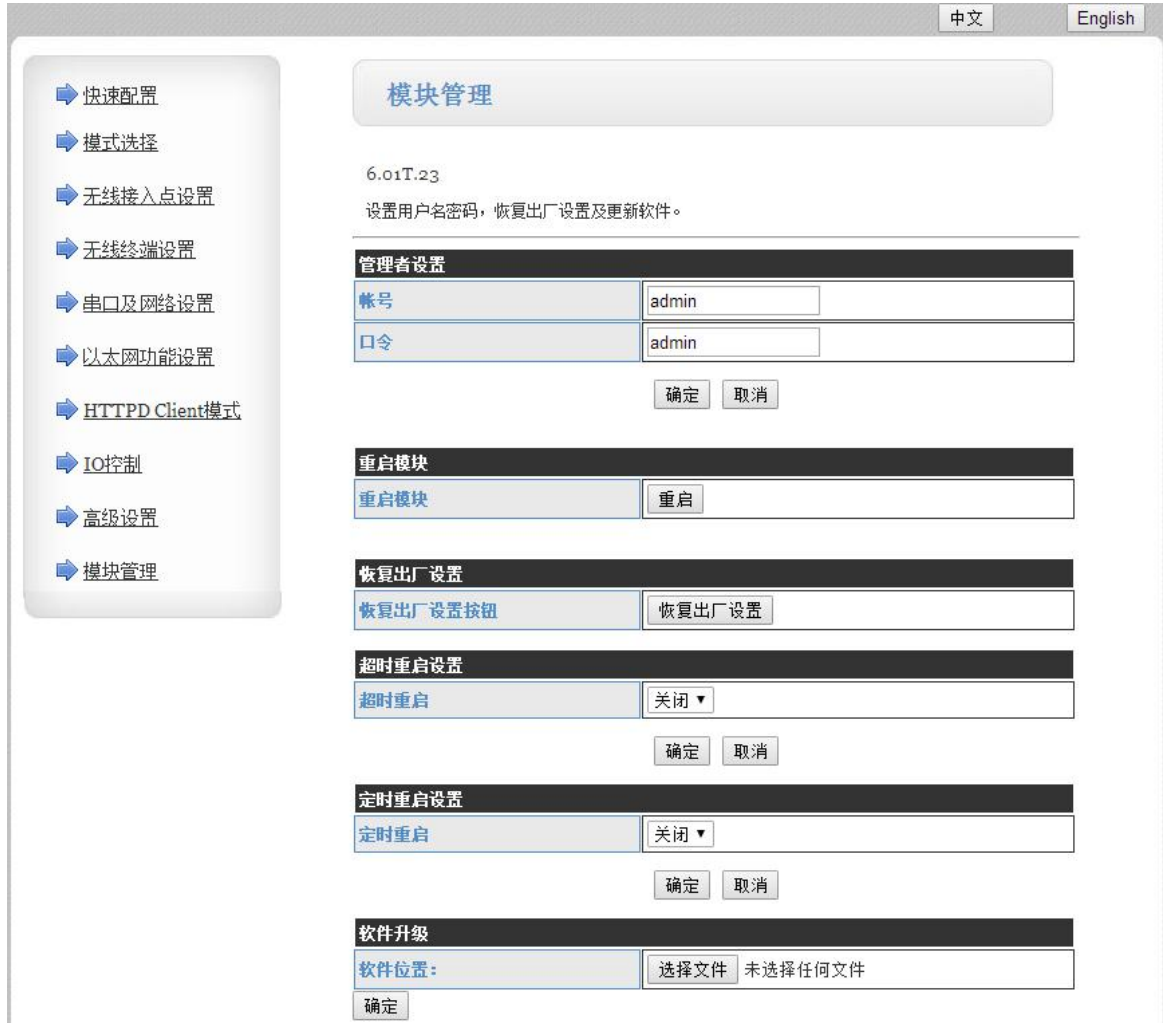 中文 English
快速配置
模式选择
无线接入点设置
无线终端设置
串口及网络设置
以太网功能设置
HTTPD Client模式
IO控制
高级设置
模块管理
模块管理
6.01T.23
设置用户名密码，恢复出厂设置及更新软件。
管理者设置
帐号 admin
口令 admin
确定 取消
重启模块
重启模块 重启
恢复出厂设置
恢复出厂设置按钮 恢复出厂设置
超时重启设置
超时重启 关闭
确定 取消
定时重启设置
定时重启 关闭
确定 取消
软件升级
软件位置： 选择文件 未选择任何文件
确定